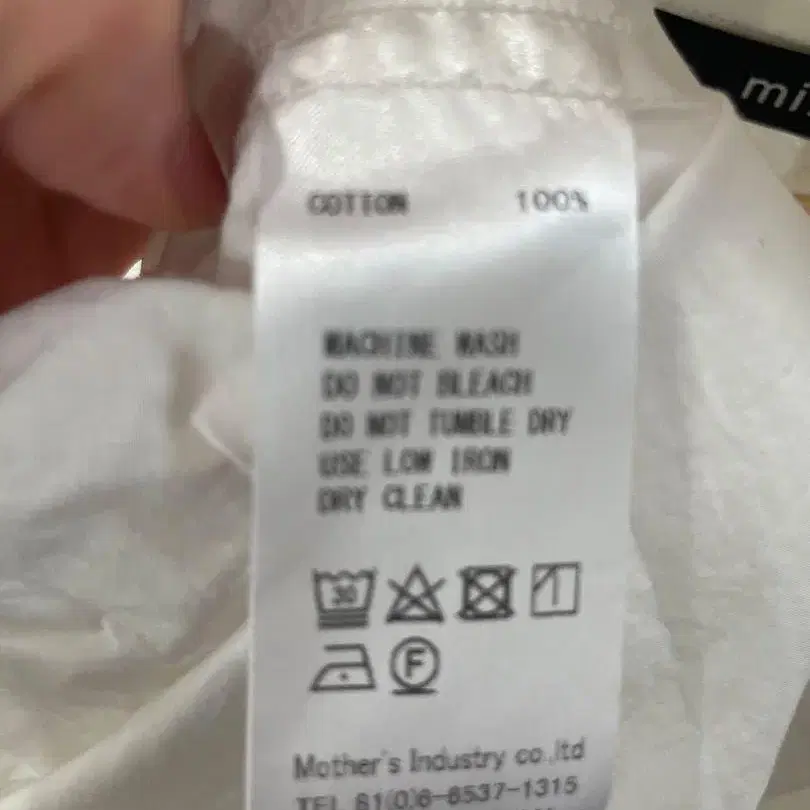 COTTON 100%
MACHINE WASH
DO NOT BLEACH
DO NOT TUMBLE DRY
USE LOW IRON
DRY CLEAN
30
F
Mother's Industry co.,ltd
TEL 81(0)6-6537-1315